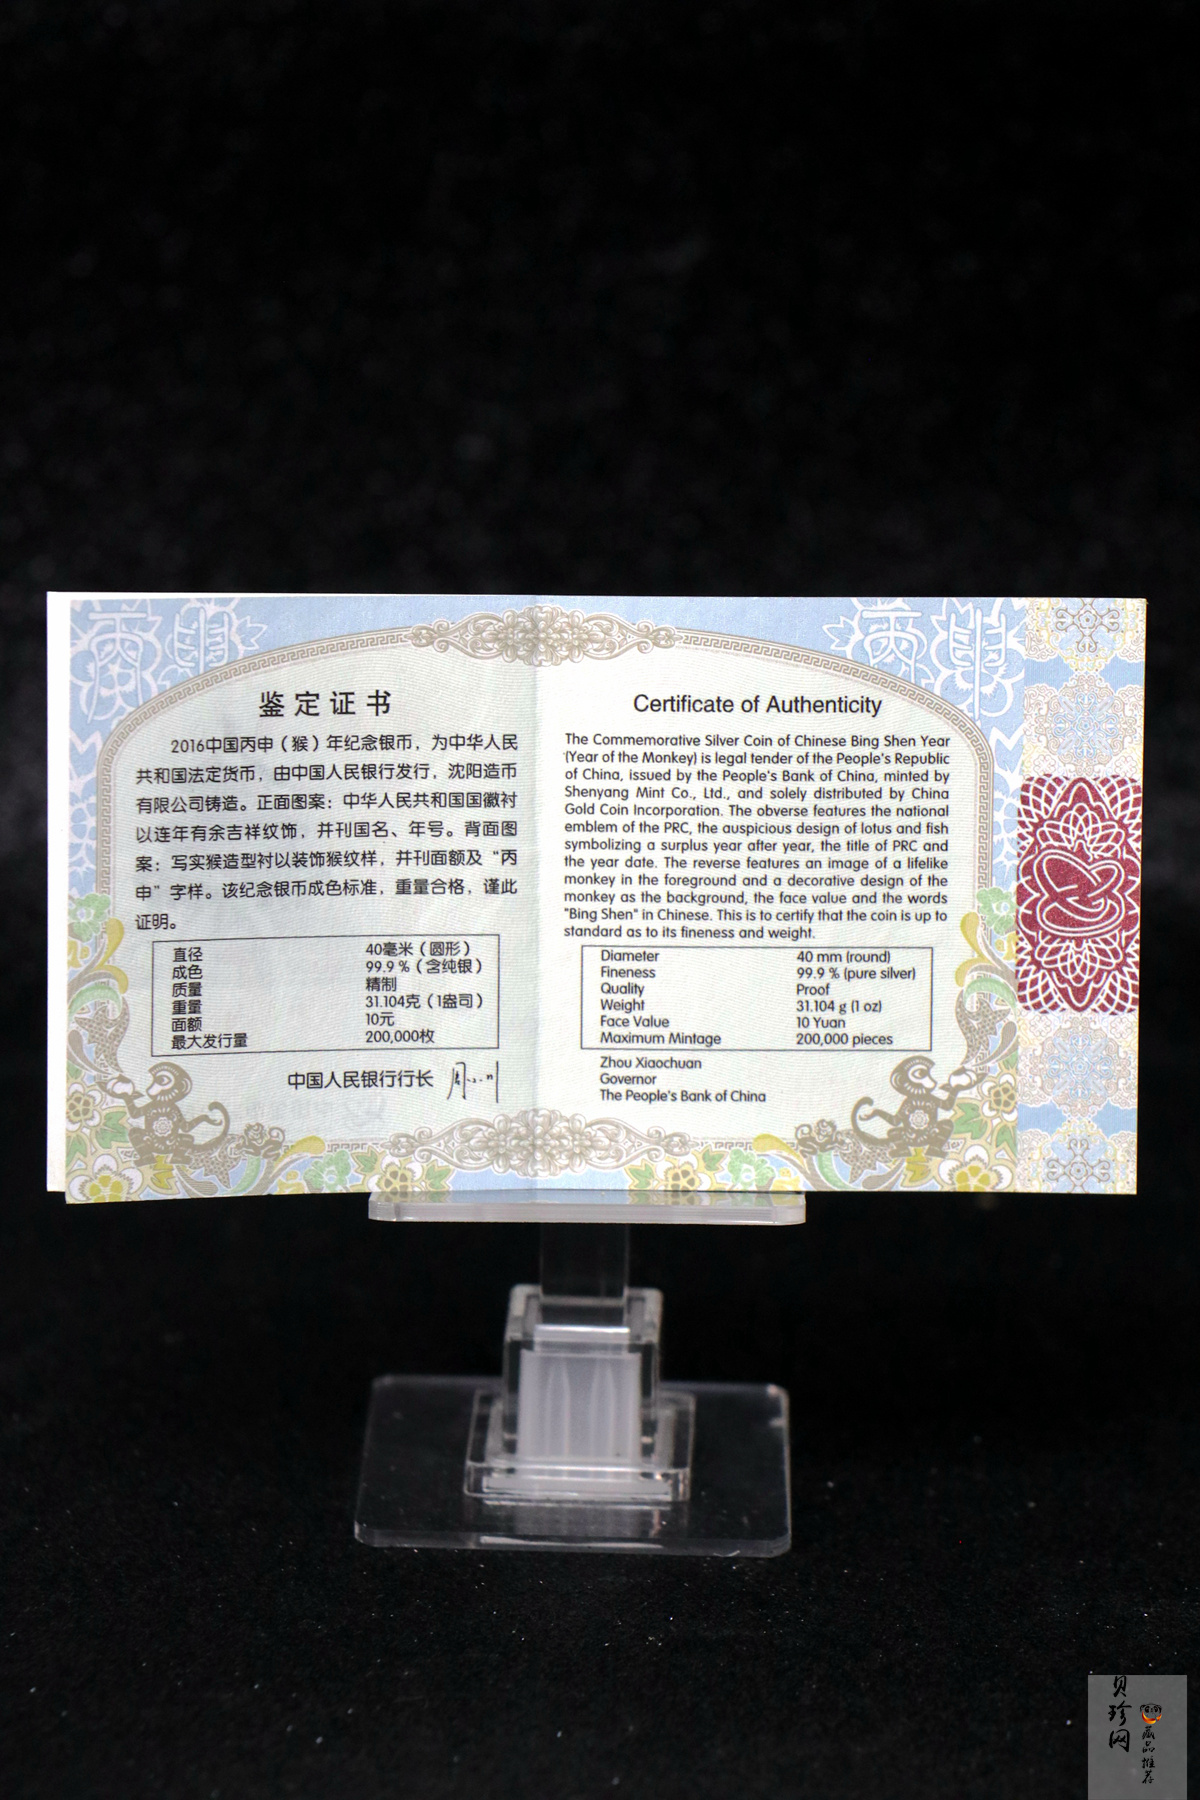 鉴定证书
2016中国丙申（猴）年纪念银币，为中华人民
共和国法定货币，由中国人民银行发行，沈阳造币
有限公司铸造。正面图案：中华人民共和国国徽衬
以连年有余吉祥纹饰，并刊国名、年号。背面图
案：写实猴造型衬以装饰猴纹样，并刊面额及“丙
申”字样。该纪念银币成色标准，重量合格，谨此
证明。
直径 40毫米（圆形）
成色 99.9％（含纯银）
质量 精制
重量 31.104克（1盎司）
面额 10元
最大发行量 200,000枚
中国人民银行行长
Certificate of Authenticity
The Commemorative Silver Coin of Chinese Bing Shen Year
(Year of the Monkey) is legal tender of the People's Republic
of China, issued by the People's Bank of China, minted by
Shenyang Mint Co., Ltd., and solely distributed by China
Gold Coin Incorporation. The obverse features the national
emblem of the PRC, the auspicious design of lotus and fish
symbolizing a surplus year after year, the title of PRC and
the year date. The reverse features an image of a lifelike
monkey in the foreground and a decorative design of the
monkey as the background, the face value and the words
"Bing Shen" in Chinese. This is to certify that the coin is up to
standard as to its fineness and weight.
Diameter 40 mm (round)
Fineness 99.9 % (pure silver)
Quality Proof
Weight 31.104 g (1 oz)
Face Value 10 Yuan
Maximum Mintage 200,000 pieces
Zhou Xiaochuan
Governor
The People's Bank of China
丙申
丙申
贝珍网
藏品推荐